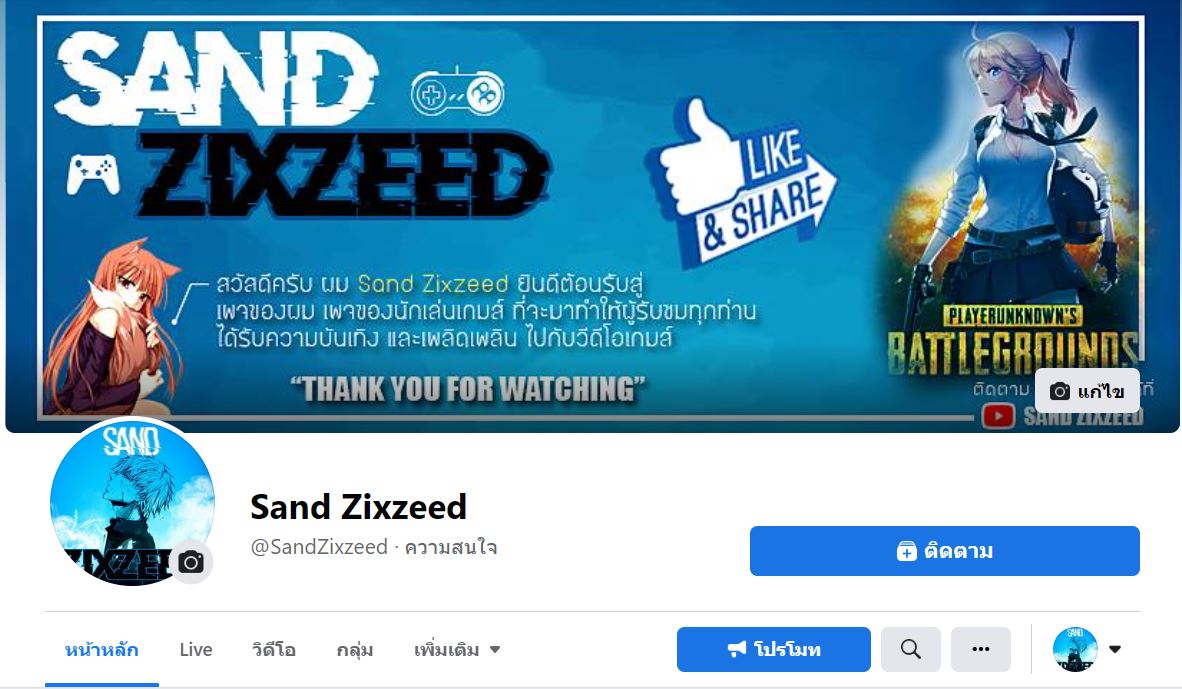 SAND
ZIXZEED
LIKE
& SHARE
สวัสดีครับ ผม Sand Zixzeed ยินดีต้อนรับสู่
เพจของผม เพจของนักเล่นเกมส์ ที่จะมาทำให้ผู้รับชมทุกท่าน
ได้รับความบันเทิง และเพลิดเพลิน ไปกับวีดีโอเกมส์
“THANK YOU FOR WATCHING”
PLAYERUNKNOWN'S
BATTLEGROUNDS
ติดตาม
แก้ไข
SAND ZIXZEED
SAND
ZIXZEED
Sand Zixzeed
@SandZixzeed · ความสนใจ
ติดตาม
หน้าหลัก Live วิดีโอ กลุ่ม เพิ่มเติม โปรโมท
SAND